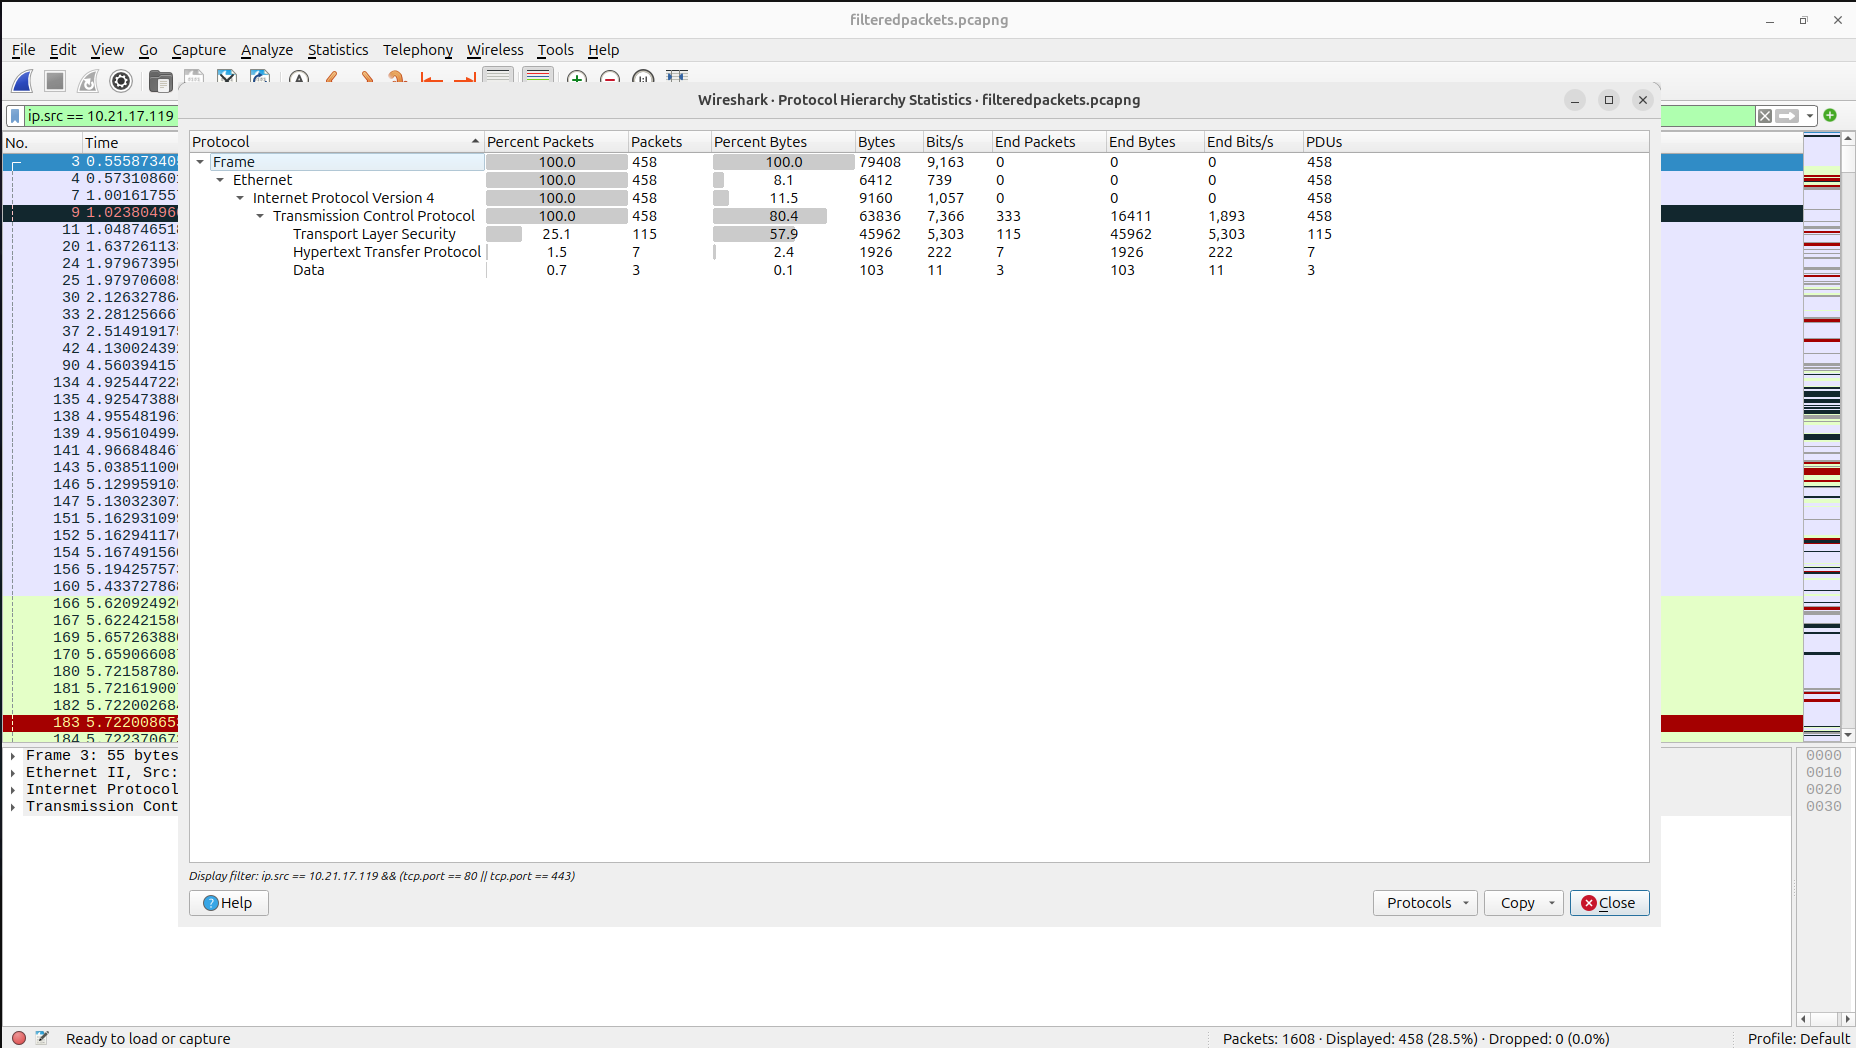 filteredpackets.pcapng
File Edit View Go Capture Analyze Statistics Telephony Wireless Tools Help
Wireshark · Protocol Hierarchy Statistics · filteredpackets.pcapng
ip.src == 10.21.17.119
No. Time
Protocol Percent Packets Packets Percent Bytes Bytes Bits/s End Packets End Bytes End Bits/s PDUs
Frame 100.0 458 100.0 79408 9,163 0 0 0 458
Ethernet 100.0 458 8.1 6412 739 0 0 0 458
Internet Protocol Version 4 100.0 458 11.5 9160 1,057 0 0 0 458
Transmission Control Protocol 100.0 458 80.4 63836 7,366 333 16411 1,893 458
Transport Layer Security 25.1 115 57.9 45962 5,303 115 45962 5,303 115
Hypertext Transfer Protocol 1.5 7 2.4 1926 222 7 1926 222 7
Data 0.7 3 0.1 103 11 3 103 11 3
3 0.55587340
4 0.57310860
7 1.00161755
9 1.02380496
11 1.04874651
20 1.63726113
24 1.97967395
25 1.97970608
30 2.12632786
33 2.28125666
37 2.51491917
42 4.13002439
90 4.56039415
134 4.92544722
135 4.92547388
138 4.95548196
139 4.95610499
141 4.96684846
143 5.03851100
146 5.12995910
147 5.13032307
151 5.16293109
152 5.16294117
154 5.16749156
156 5.19425757
160 5.43372786
166 5.62092492
167 5.62242158
169 5.65726388
170 5.65906608
180 5.72158780
181 5.72161900
182 5.72200268
183 5.72200865
184 5.72237067
Frame 3: 55 bytes
Ethernet II, Src:
Internet Protocol
Transmission Cont
0000
0010
0020
0030
Display filter: ip.src == 10.21.17.119 && (tcp.port == 80 || tcp.port == 443)
Help Protocols Copy Close
Ready to load or capture Packets: 1608 · Displayed: 458 (28.5%) · Dropped: 0 (0.0%) Profile: Default